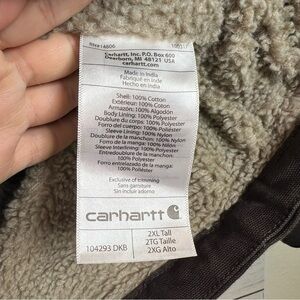 RN#14806
Carhartt, Inc. P.O. Box 600
Dearborn, MI 48121 USA
carhartt.com
Made in India
Fabriqué en Inde
Hecho en India
Shell: 100% Cotton
Extérieur: 100% Coton
Armazón: 100% Algodón
Body Lining: 100% Polyester
Doublure du corps: 100% Polyester
Forro del cuerpo: 100% Poliéster
Sleeve Lining: 100% Nylon
Doublure de la manche: 100% Nylon
Forro de la manga: 100% Nylon
Sleeve Interlining: 100% Polyester
Entredoublure de la manche:
100% Polyester
Forro entrelazado de la manga:
100% Poliéster
Exclusive of trimming
Sans garniture
Sin incluir adorno
carhartt
104293 DKB
2XL Tall
2TG Taille
2XG Alto